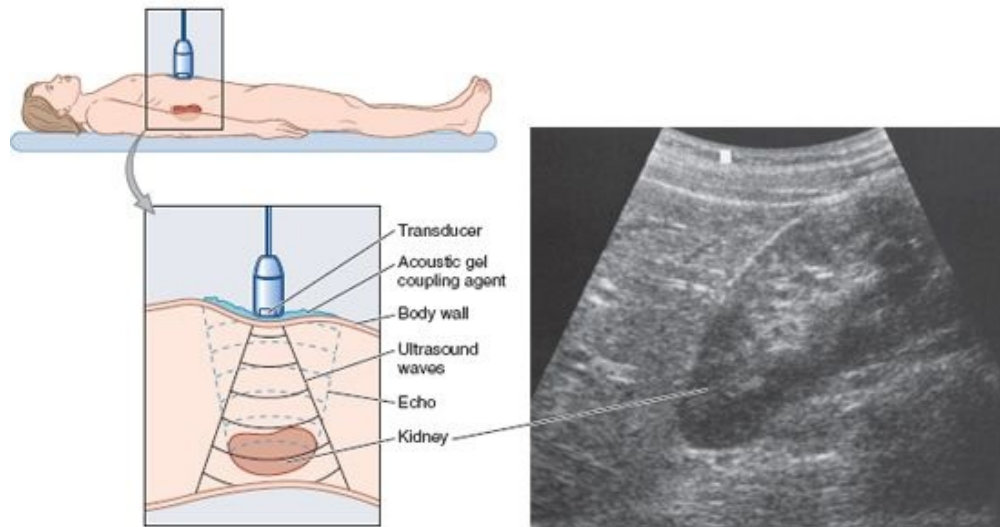 Transducer
Acoustic gel
coupling agent
Body wall
Ultrasound
waves
Echo
Kidney